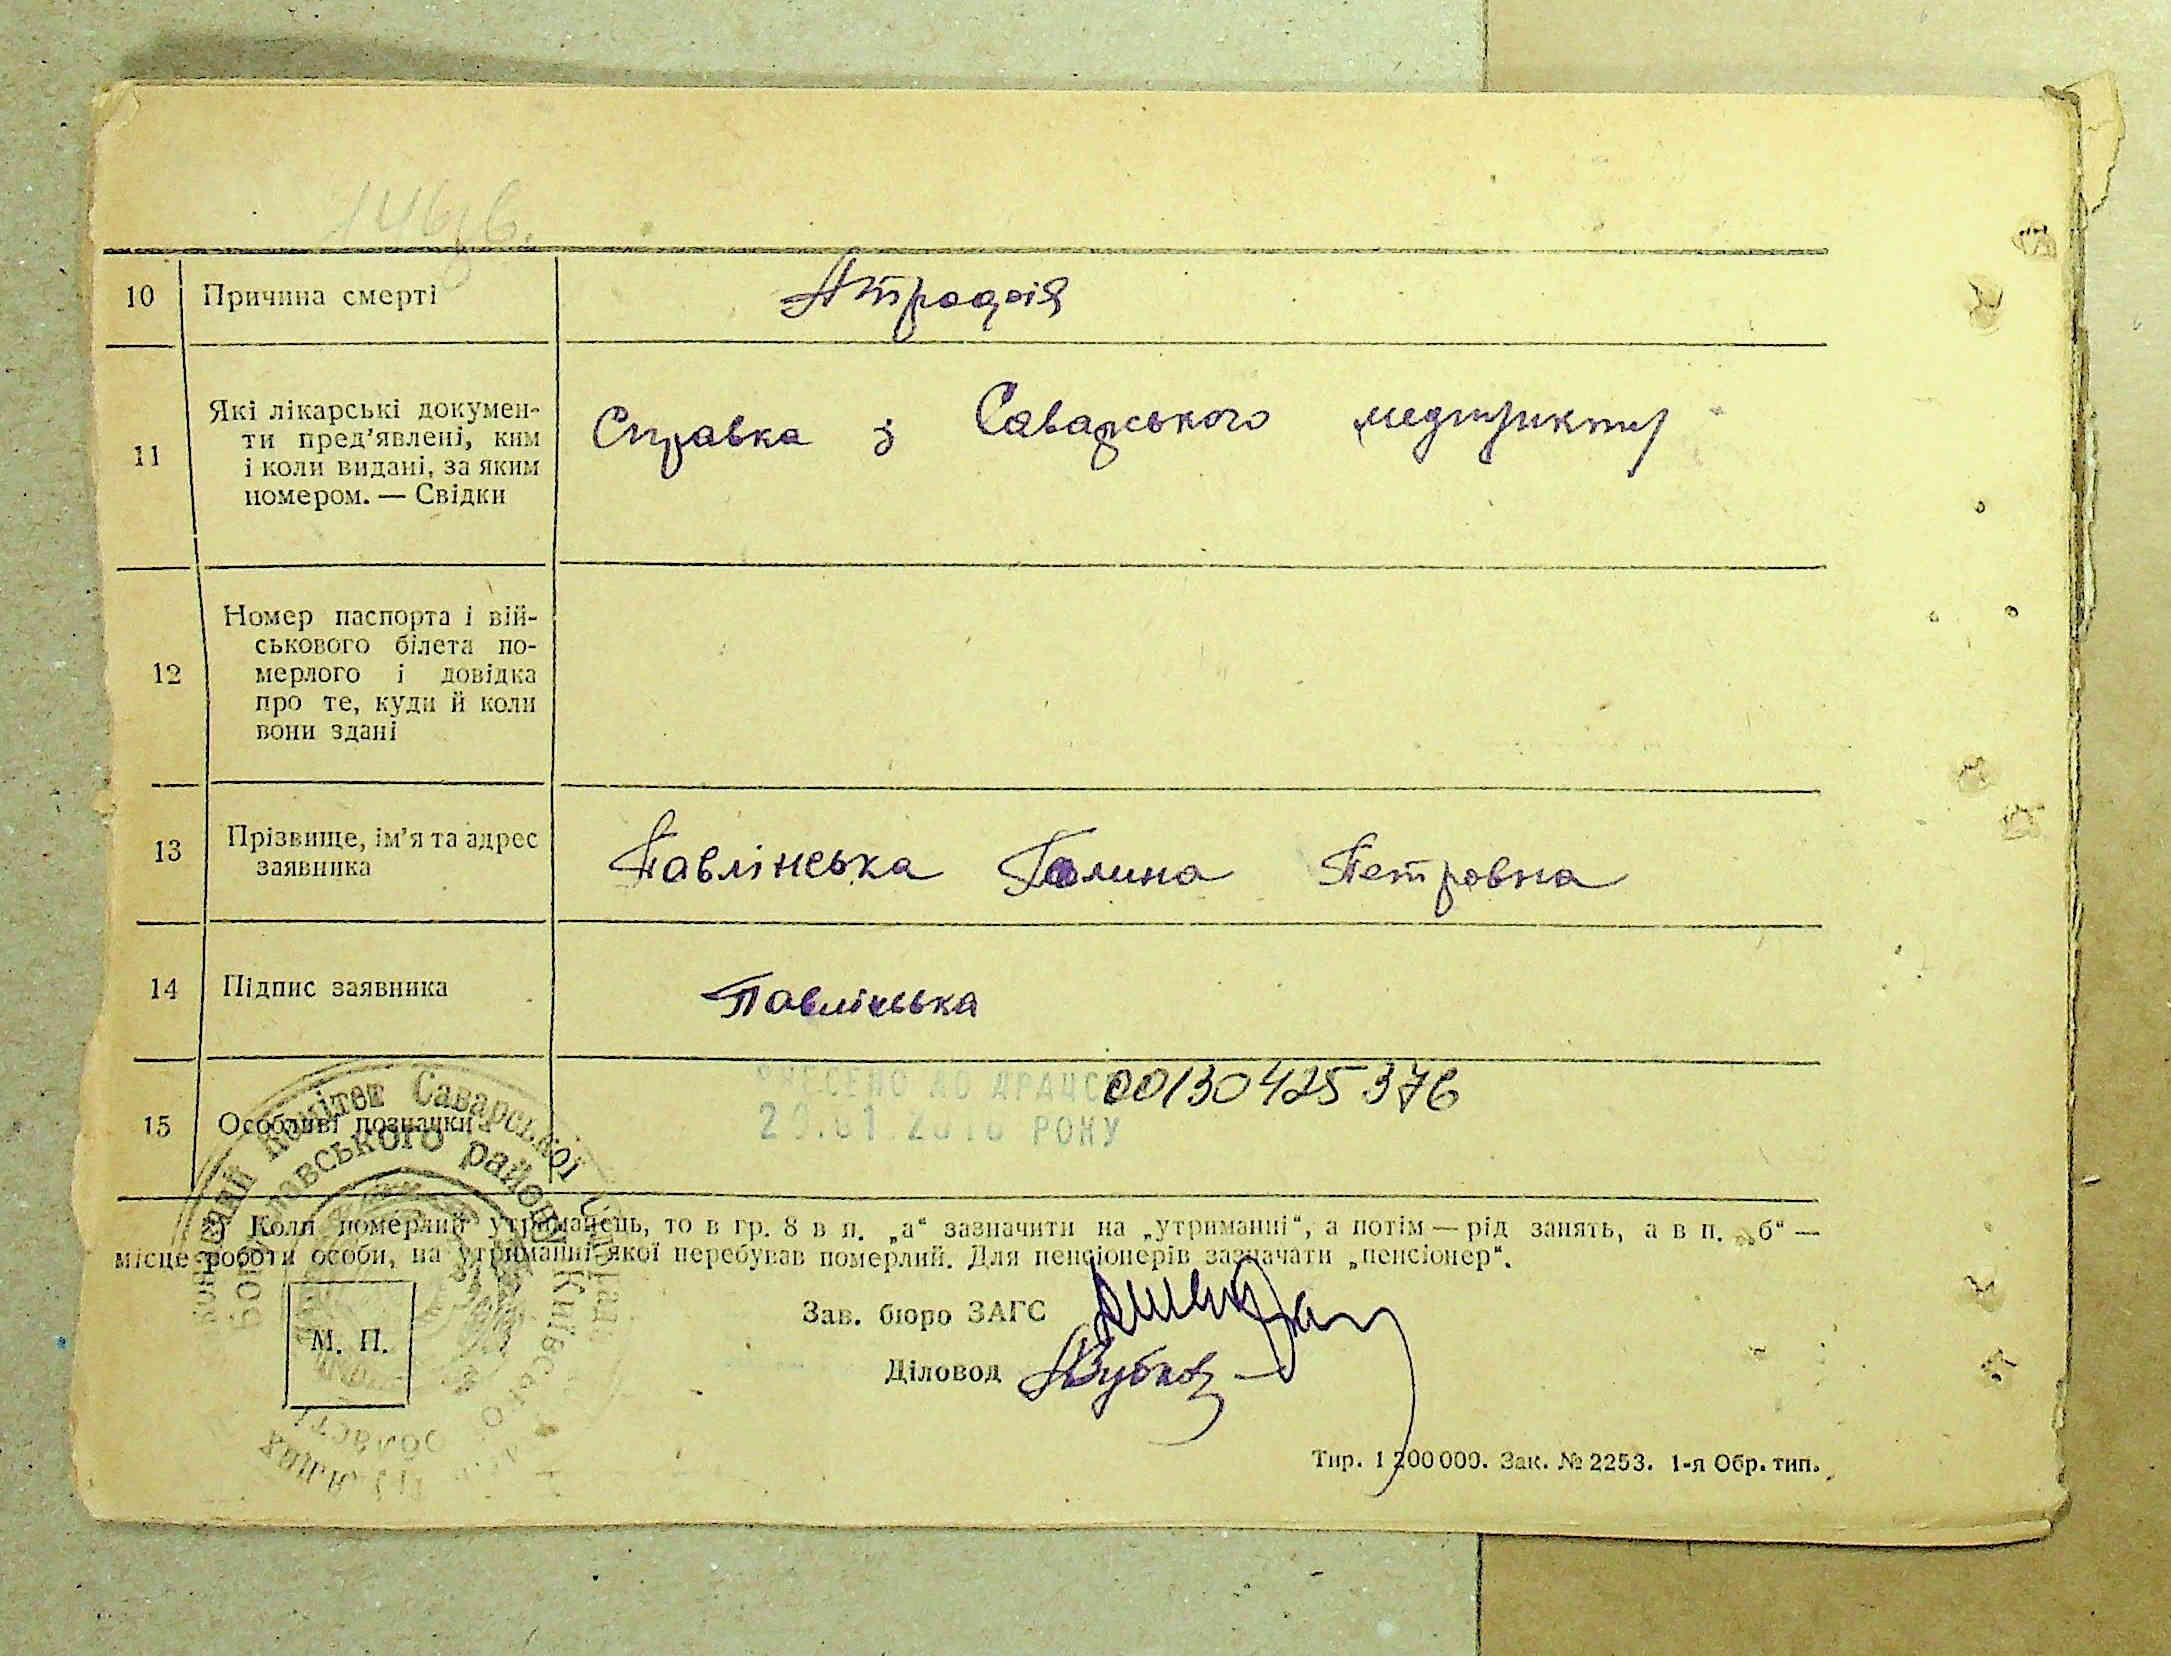 10 Причина смерті Атрофія
11 Які лікарські докумен-
ти пред’явлені, ким
і коли видані, за яким
номером. — Свідки
Справка з Саварського медпункту
12 Номер паспорта і вій-
ськового білета по-
мерлого і довідка
про те, куди й коли
вони здані
13 Прізвище, ім’я та адрес
заявника
Павлінська Галина Петровна
14 Підпис заявника Павлінська
15 Особливі позначки
ВНЕСЕНО ДО ДРАЦС
00130425376
РОКУ
Комітет Саварської
району Київської
області
*) Коли померлий утриманець, то в гр. 8 в п. „а“ зазначити на „утриманні“, а потім — рід занять, а в п. „б“ —
місце роботи особи, на утриманні якої перебував померлий. Для пенсіонерів зазначати „пенсіонер“.
М. П.
Зав. бюро ЗАГС
Діловод
Тир. 1 200 000. Зак. № 2253. 1-я Обр. тип.